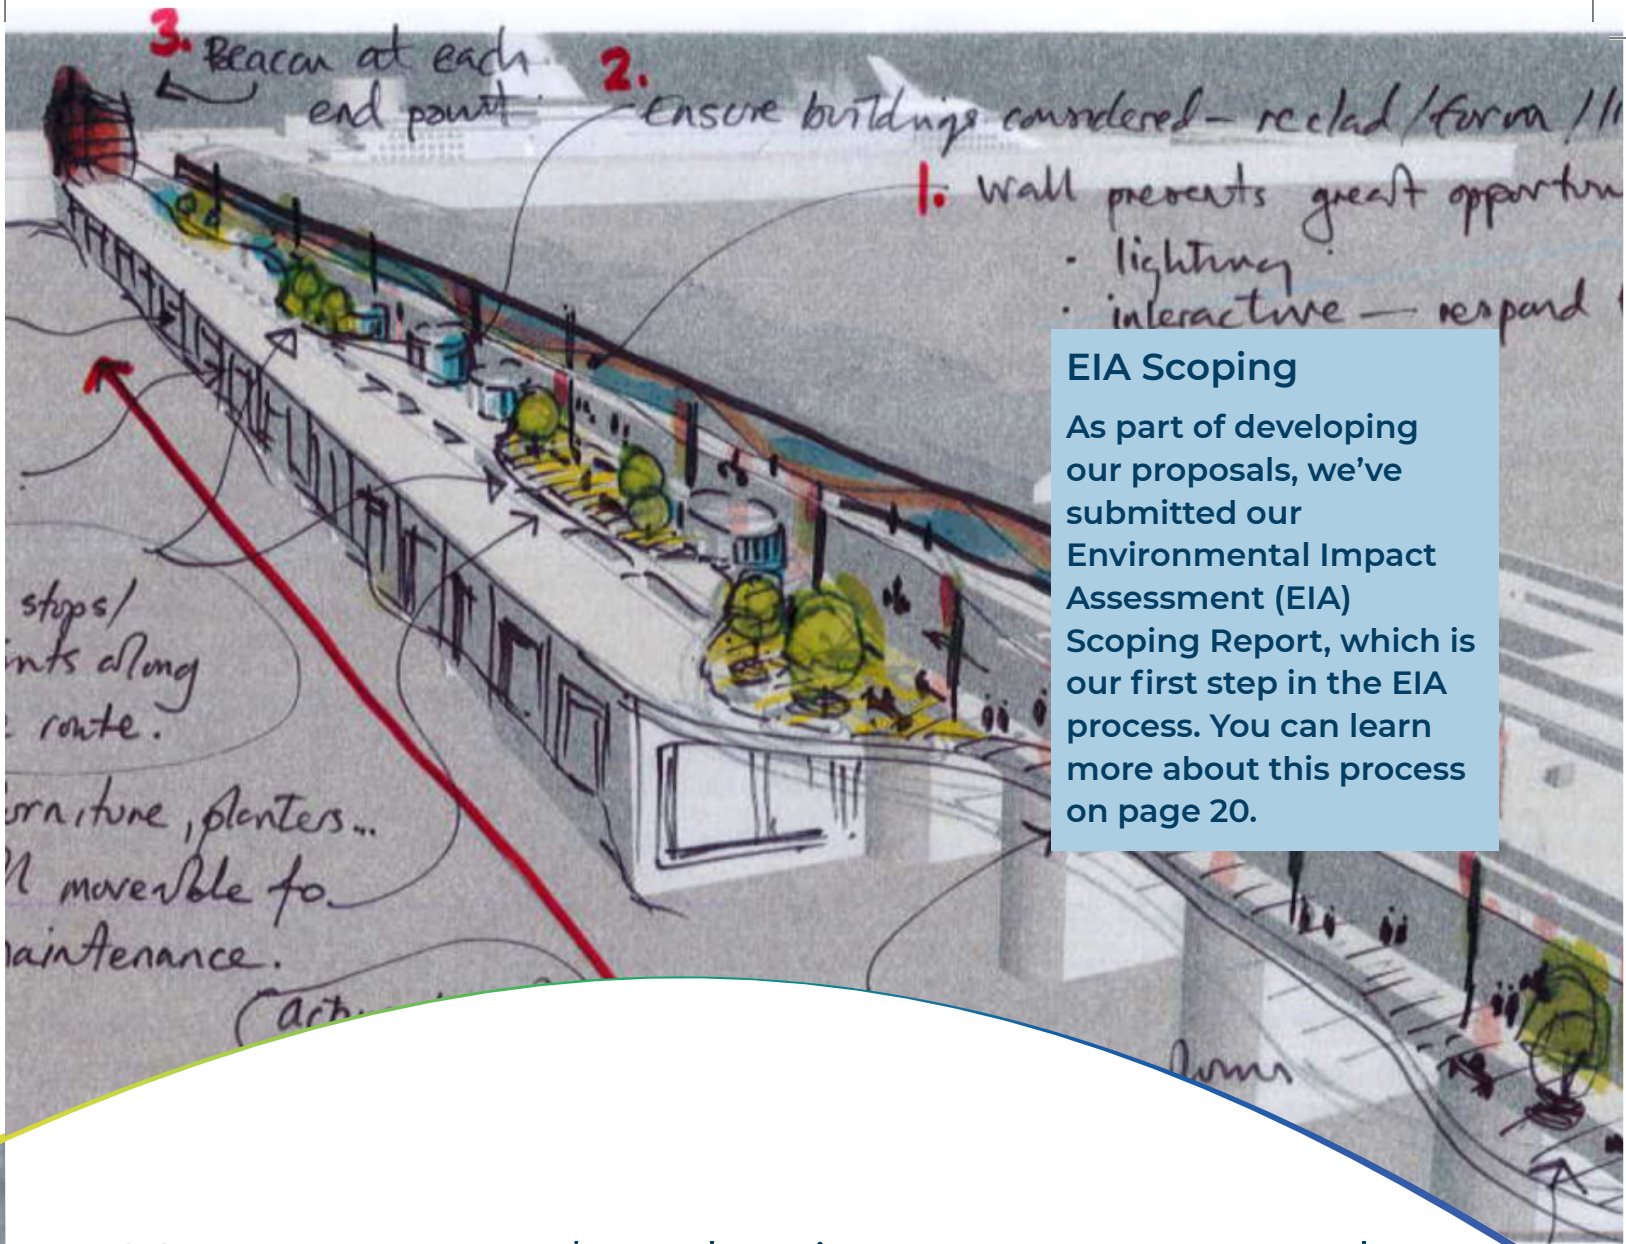 3. Beacon at each
end point
2. Ensure buildings considered – reclad / form /
1. Wall presents great
· lighting
· interactive — respond
EIA Scoping
As part of developing
our proposals, we’ve
submitted our
Environmental Impact
Assessment (EIA)
Scoping Report, which is
our first step in the EIA
process. You can learn
more about this process
on page 20.
stops/
along
route.
, planters...
moveable for